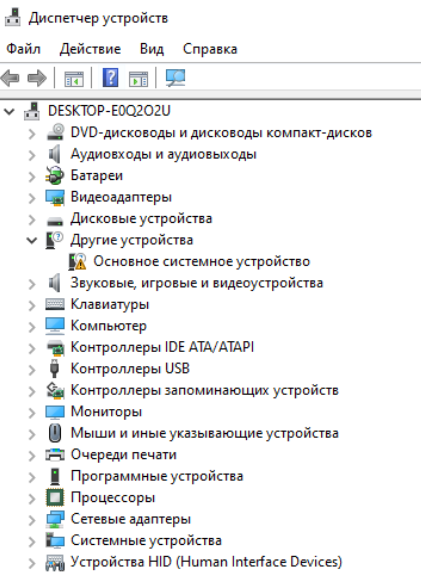 Диспетчер устройств
Файл Действие Вид Справка
DESKTOP-E0Q2O2U
DVD-дисководы и дисководы компакт-дисков
Аудиовходы и аудиовыходы
Батареи
Видеоадаптеры
Дисковые устройства
Другие устройства
Основное системное устройство
Звуковые, игровые и видеоустройства
Клавиатуры
Компьютер
Контроллеры IDE ATA/ATAPI
Контроллеры USB
Контроллеры запоминающих устройств
Мониторы
Мыши и иные указывающие устройства
Очереди печати
Программные устройства
Процессоры
Сетевые адаптеры
Системные устройства
Устройства HID (Human Interface Devices)